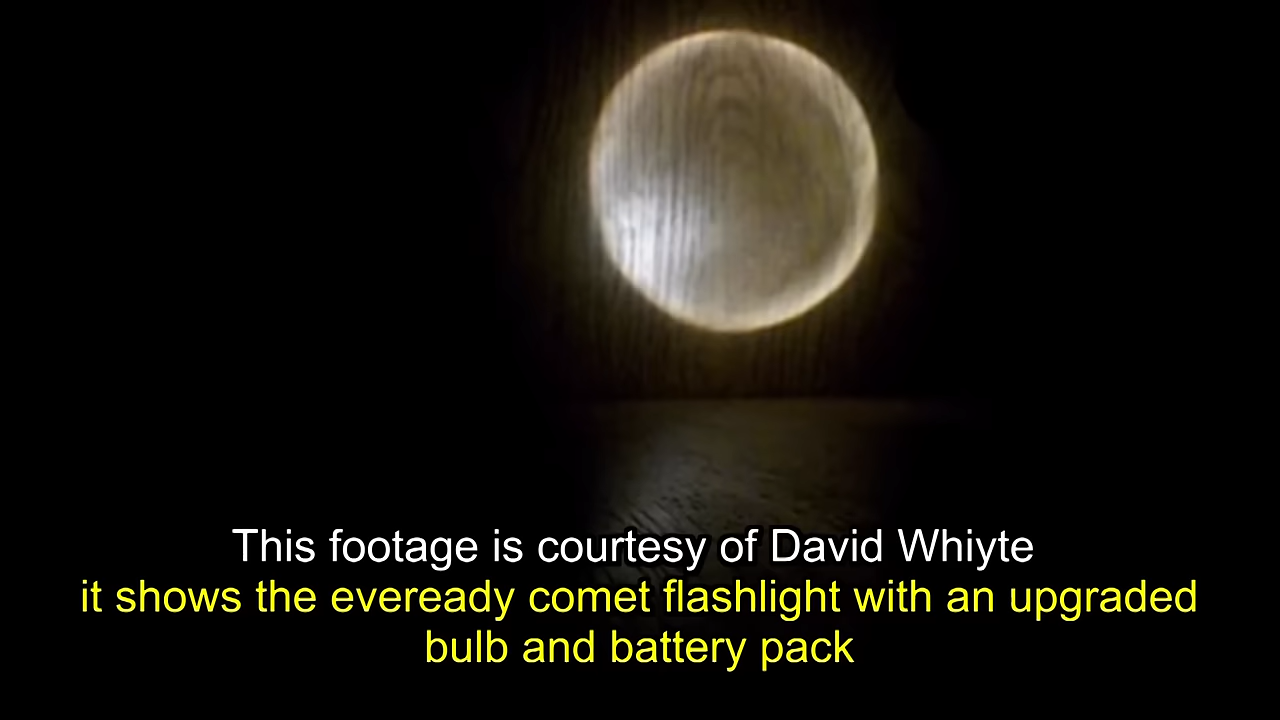 This footage is courtesy of David Whiyte
it shows the eveready comet flashlight with an upgraded
bulb and battery pack